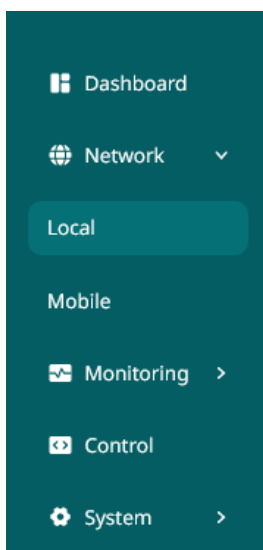 Dashboard
Network
Local
Mobile
Monitoring
Control
System